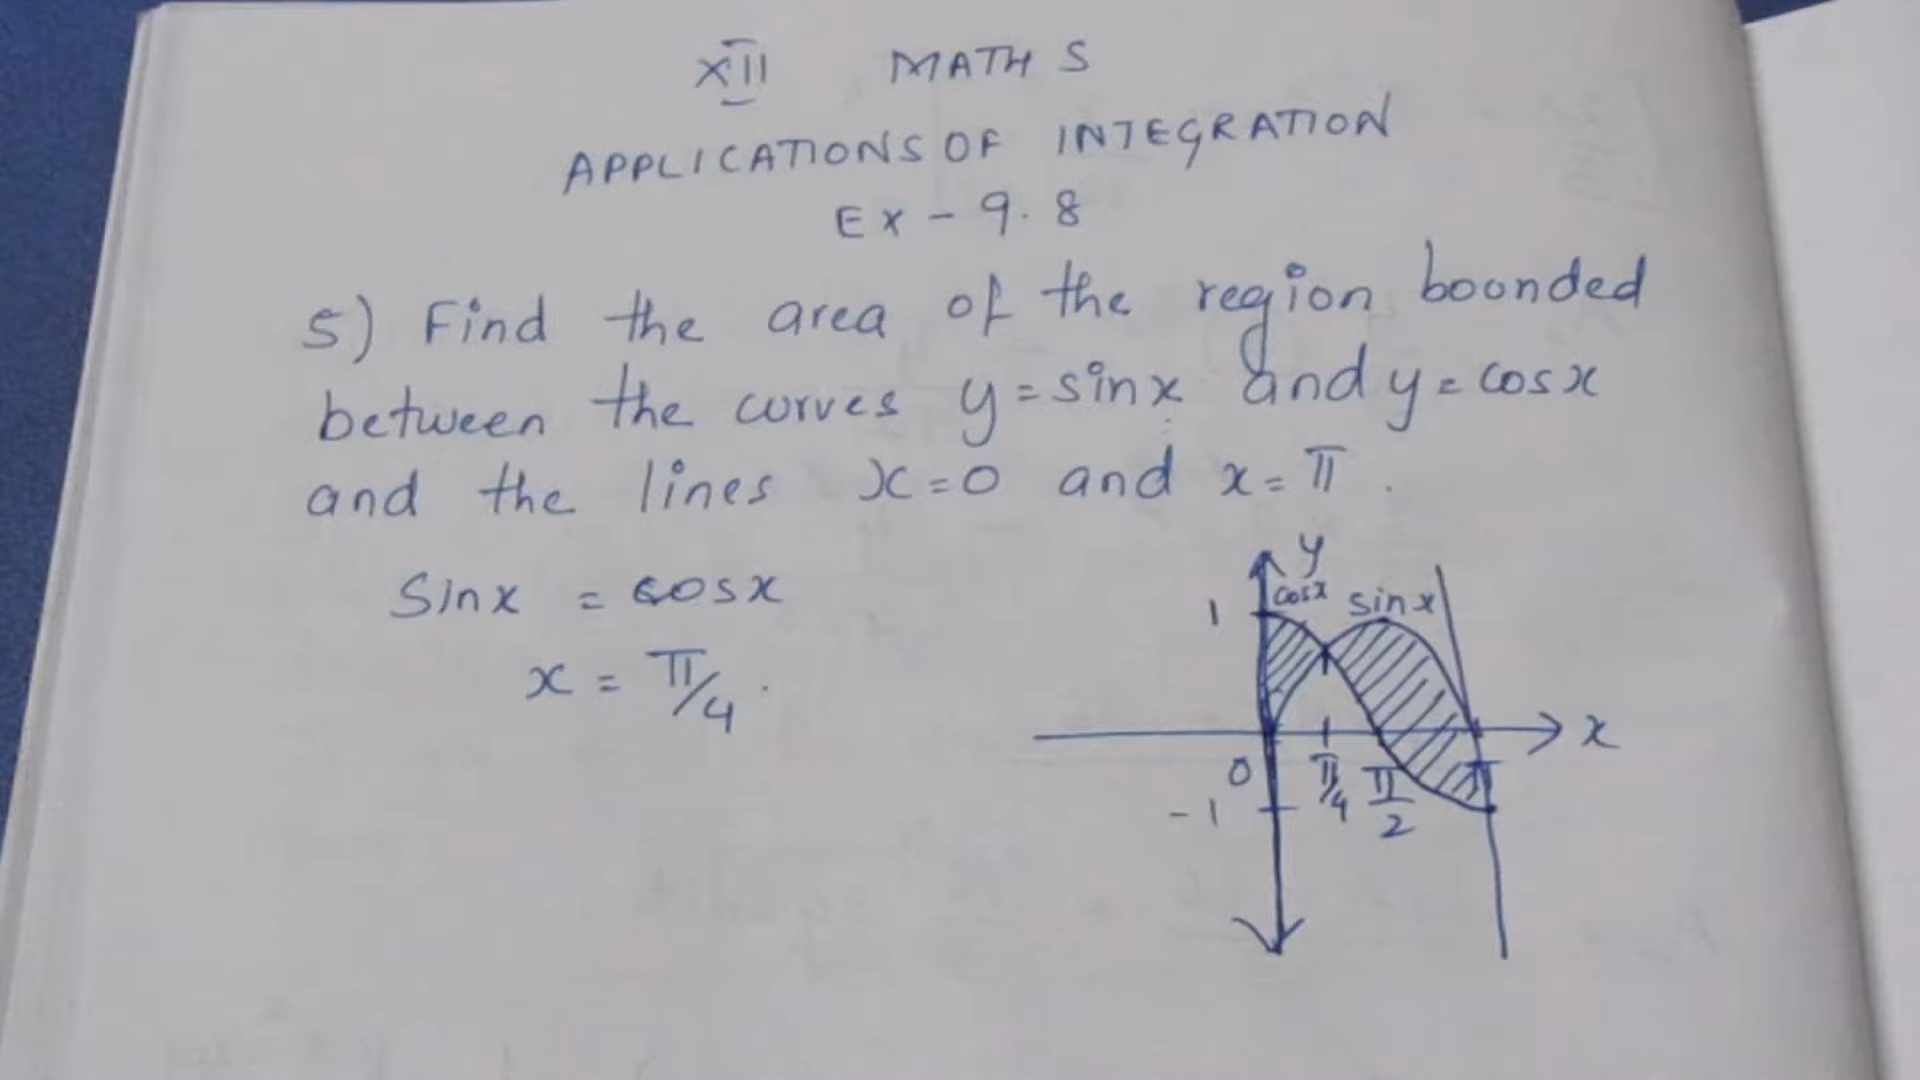 XII MATHS
APPLICATIONS OF INTEGRATION
Ex - 9.8
5) Find the area of the region bounded
between the curves y = sin x and y = cos x
and the lines x = 0 and x = π.
Sin x = cos x
x = π/4.
y
cosx sin x
1
x
0 π/4 π/2 π
-1